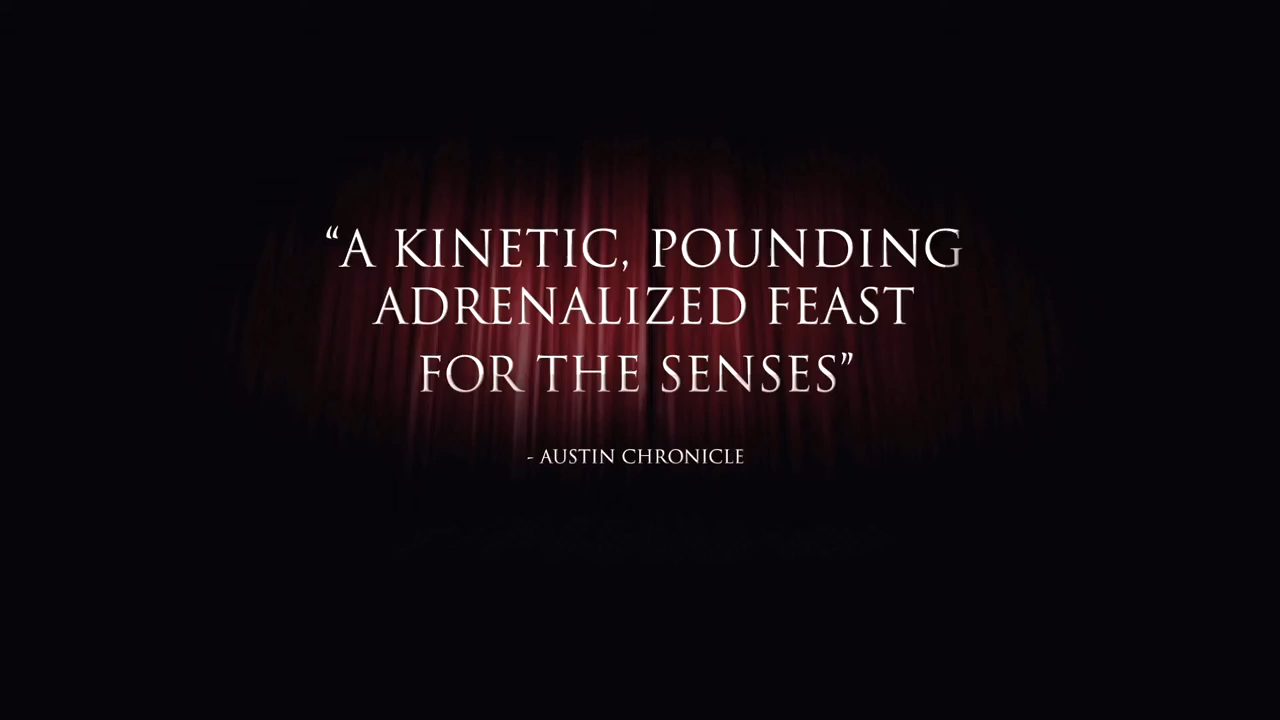 “A KINETIC, POUNDING
ADRENALIZED FEAST
FOR THE SENSES”
- AUSTIN CHRONICLE